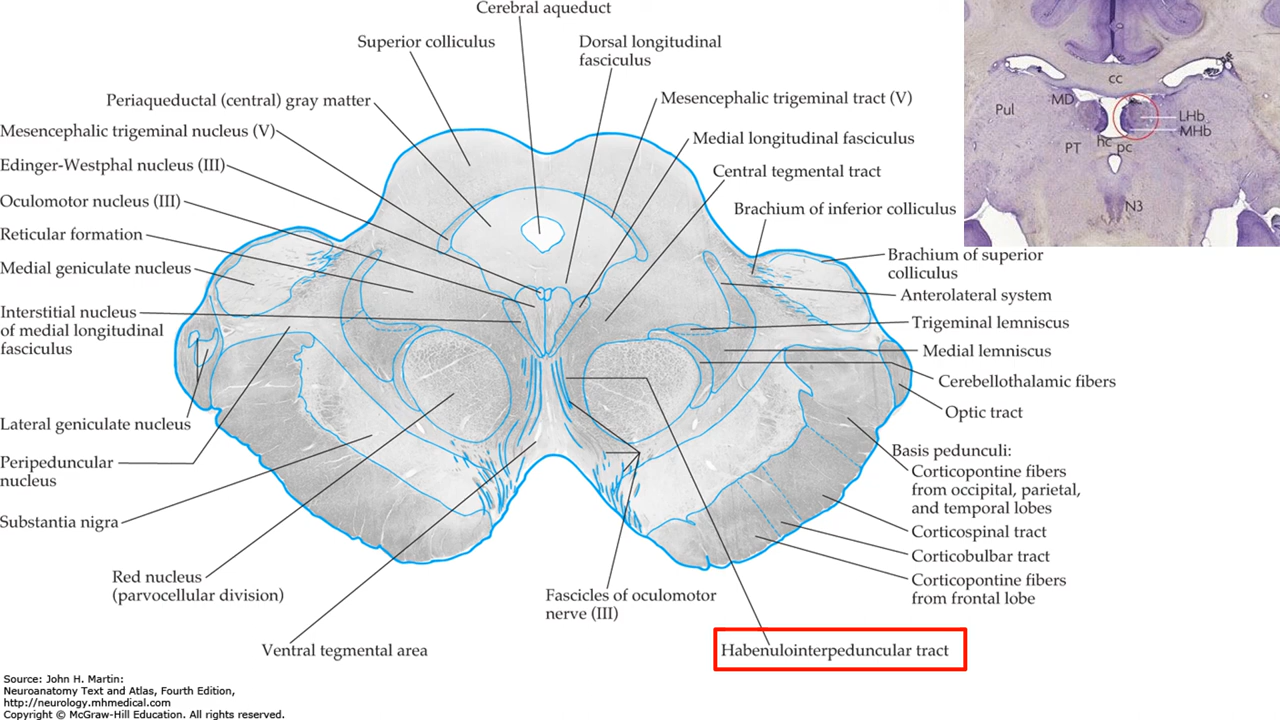 Cerebral aqueduct
Superior colliculus
Dorsal longitudinal
fasciculus
Periaqueductal (central) gray matter
Mesencephalic trigeminal tract (V)
Mesencephalic trigeminal nucleus (V)
Medial longitudinal fasciculus
Edinger-Westphal nucleus (III)
Central tegmental tract
Oculomotor nucleus (III)
Brachium of inferior colliculus
Reticular formation
Medial geniculate nucleus
Brachium of superior
colliculus
Anterolateral system
Interstitial nucleus
of medial longitudinal
fasciculus
Trigeminal lemniscus
Medial lemniscus
Cerebellothalamic fibers
Optic tract
Lateral geniculate nucleus
Peripeduncular
nucleus
Basis pedunculi:
Corticopontine fibers
from occipital, parietal,
and temporal lobes
Substantia nigra
Corticospinal tract
Corticobulbar tract
Corticopontine fibers
from frontal lobe
Red nucleus
(parvocellular division)
Fascicles of oculomotor
nerve (III)
Ventral tegmental area
Habenulointerpeduncular tract
cc
Pul
MD
LHb
MHb
PT
hc
pc
N3
Source: John H. Martin:
Neuroanatomy Text and Atlas, Fourth Edition,
http://neurology.mhmedical.com
Copyright © McGraw-Hill Education. All rights reserved.